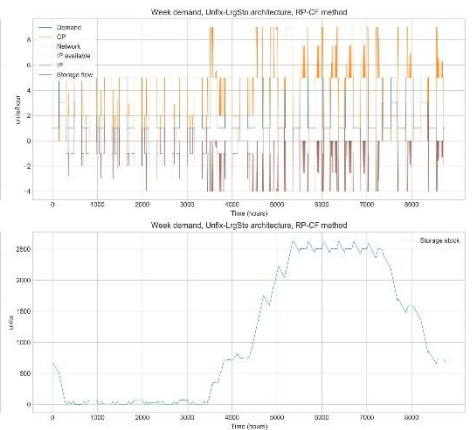 Week demand, Unfix-LrgSto architecture, RP-CF method
Demand
CP
Network
IP available
IP
Storage flow
units/hour
8
6
4
2
0
-2
-4
0 1000 2000 3000 4000 5000 6000 7000 8000
Time (hours)
Week demand, Unfix-LrgSto architecture, RP-CF method
Storage stock
units
2500
2000
1500
1000
500
0
0 1000 2000 3000 4000 5000 6000 7000 8000
Time (hours)